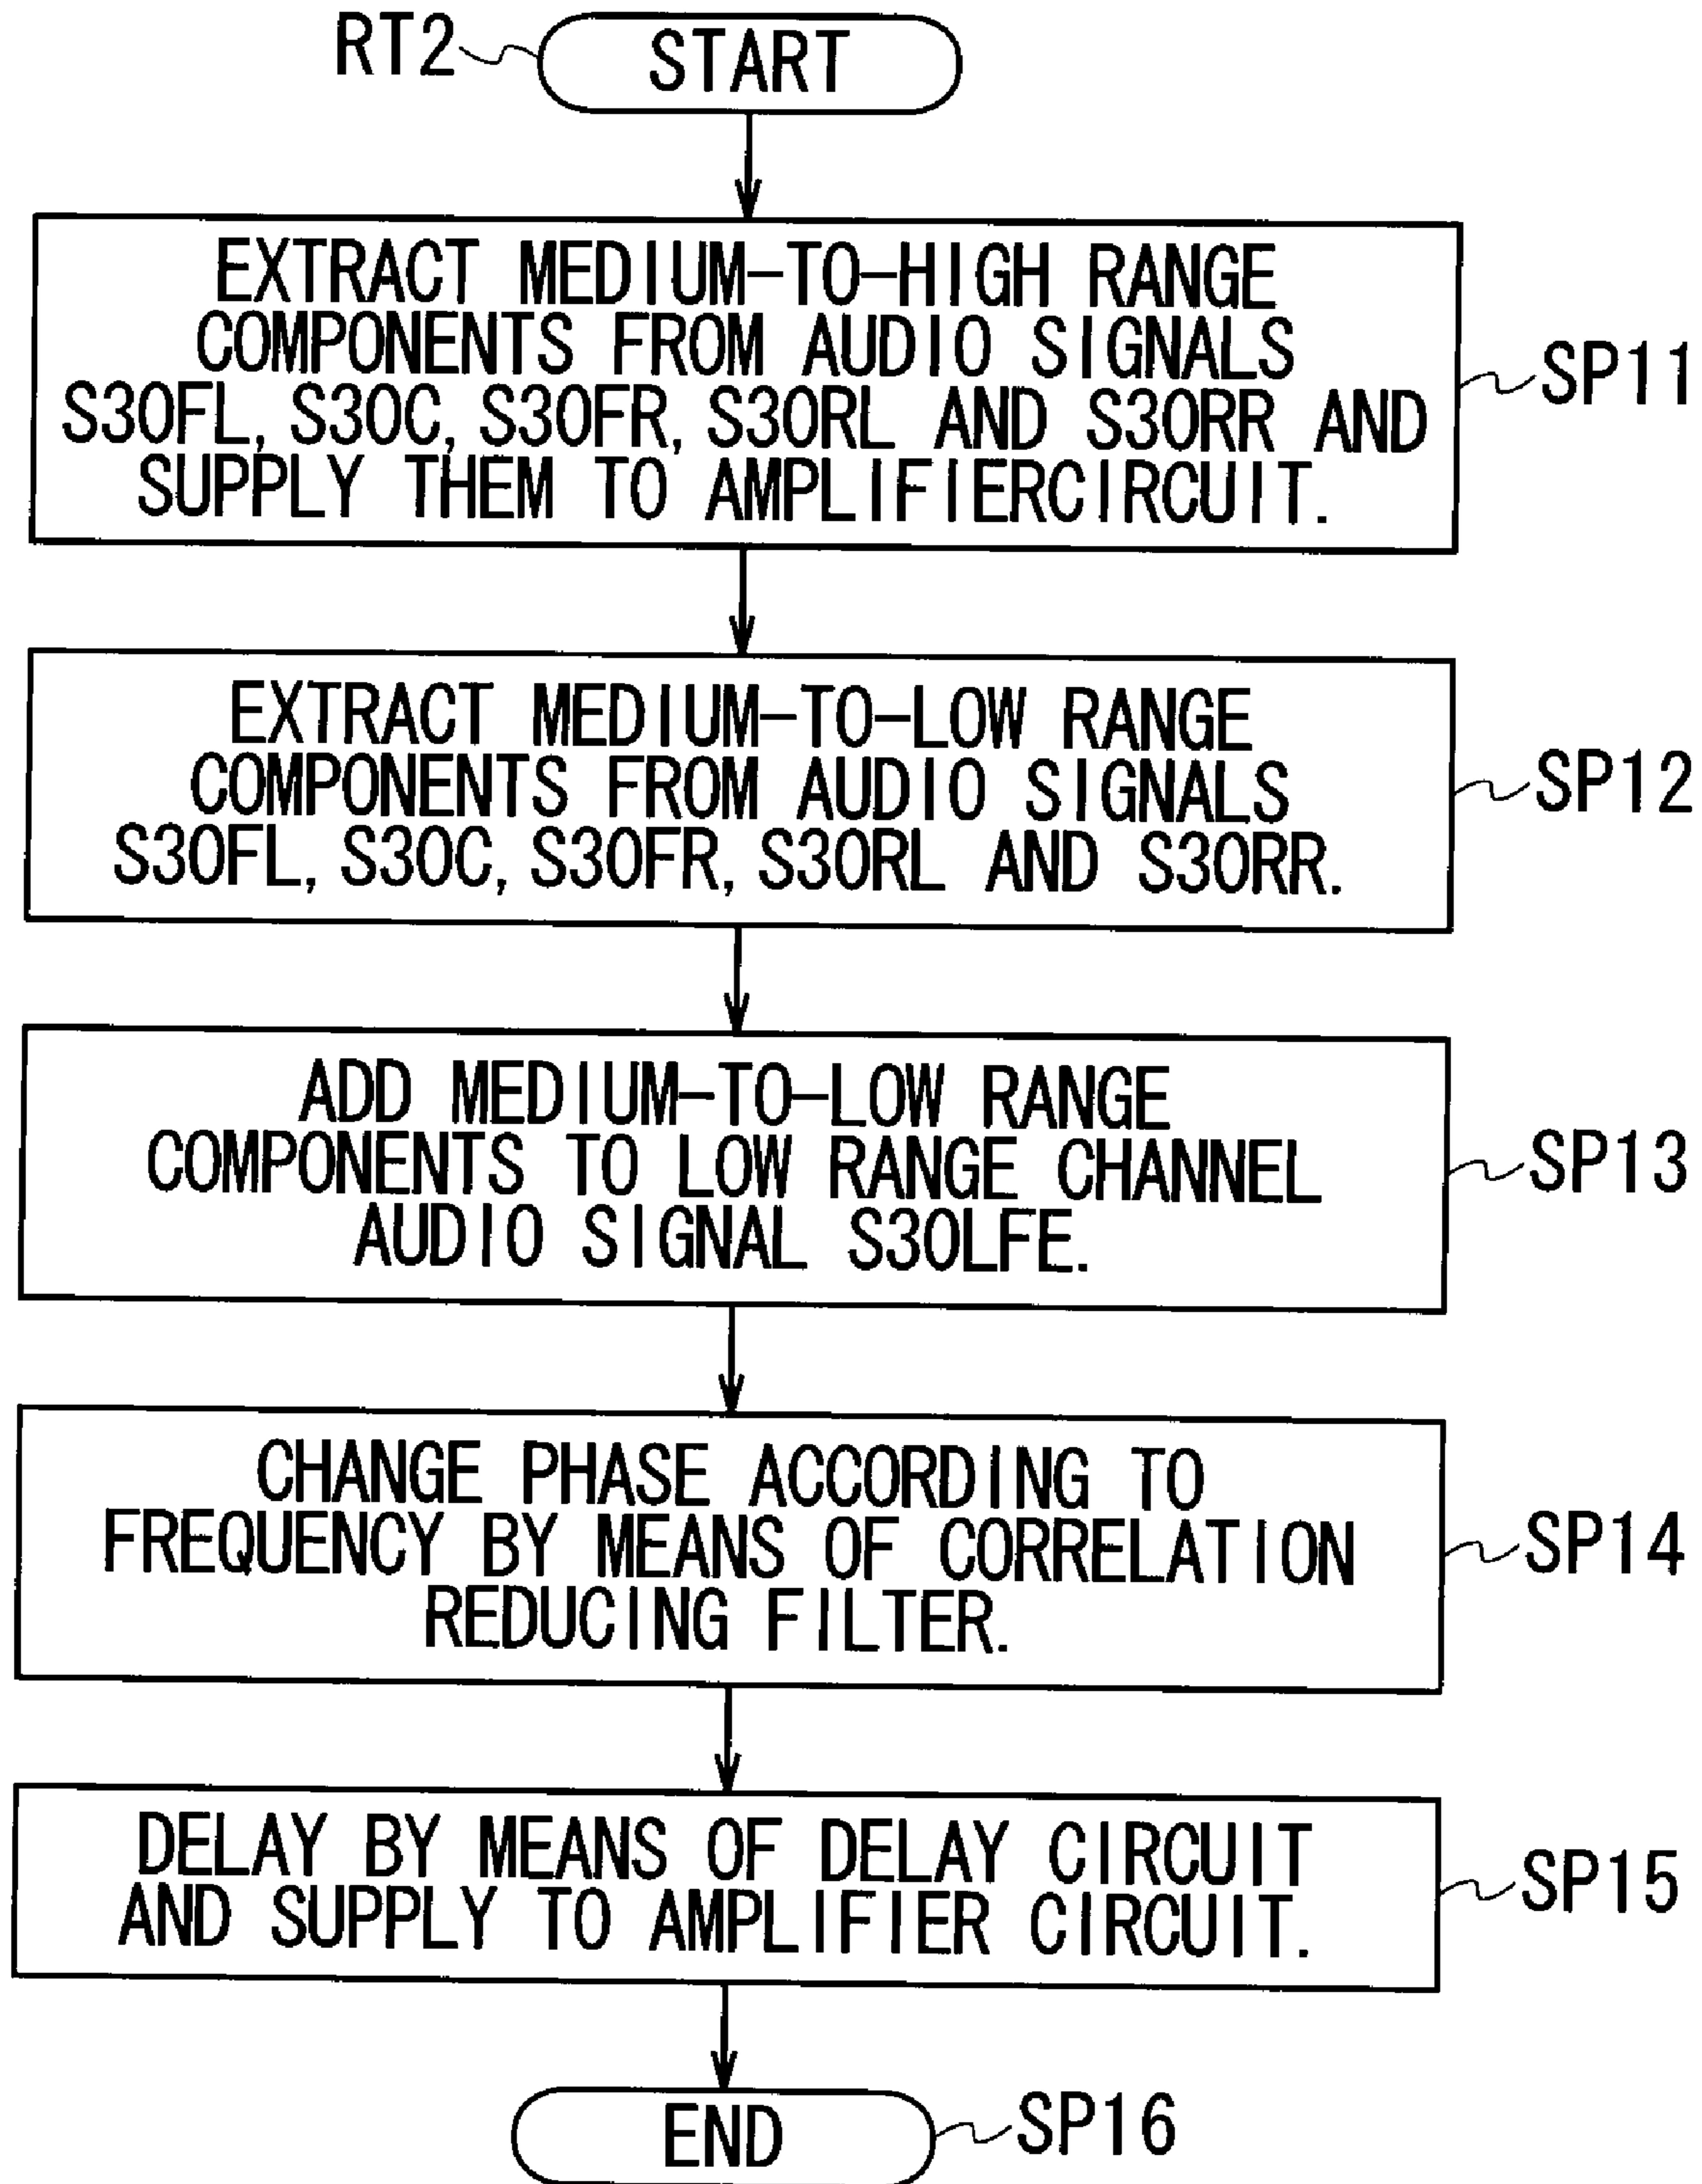 RT2
START
EXTRACT MEDIUM-TO-HIGH RANGE
COMPONENTS FROM AUDIO SIGNALS
S30FL, S30C, S30FR, S30RL AND S30RR AND
SUPPLY THEM TO AMPLIFIERCIRCUIT.
SP11
EXTRACT MEDIUM-TO-LOW RANGE
COMPONENTS FROM AUDIO SIGNALS
S30FL, S30C, S30FR, S30RL AND S30RR.
SP12
ADD MEDIUM-TO-LOW RANGE
COMPONENTS TO LOW RANGE CHANNEL
AUDIO SIGNAL S30LFE.
SP13
CHANGE PHASE ACCORDING TO
FREQUENCY BY MEANS OF CORRELATION
REDUCING FILTER.
SP14
DELAY BY MEANS OF DELAY CIRCUIT
AND SUPPLY TO AMPLIFIER CIRCUIT.
SP15
END
SP16